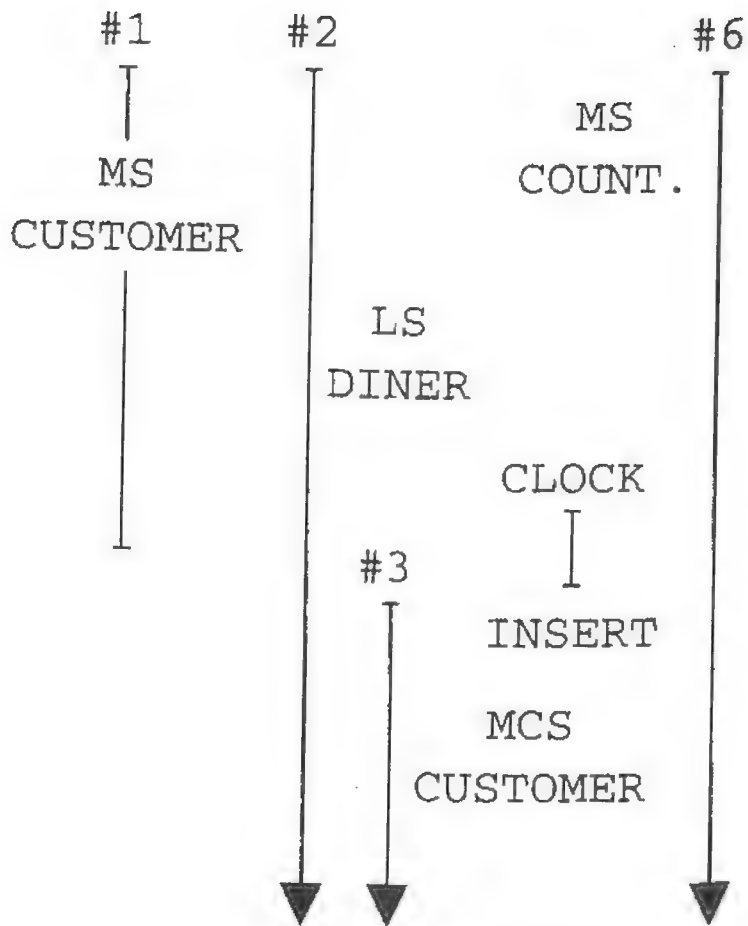 #1 #2 #6
MS
COUNT.
MS
CUSTOMER
LS
DINER
CLOCK
#3
INSERT
MCS
CUSTOMER